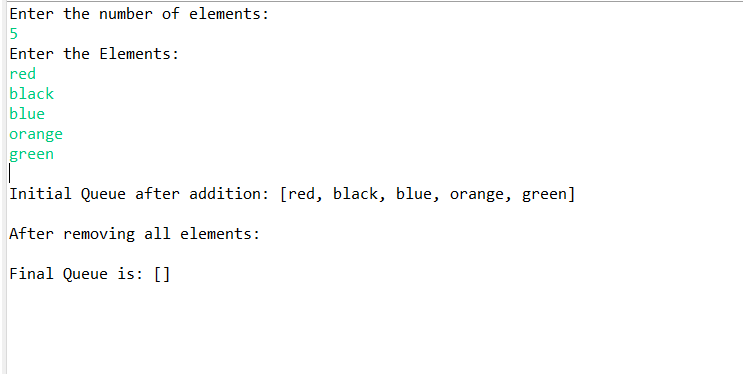 Enter the number of elements:
5
Enter the Elements:
red
black
blue
orange
green
Initial Queue after addition: [red, black, blue, orange, green]
After removing all elements:
Final Queue is: []